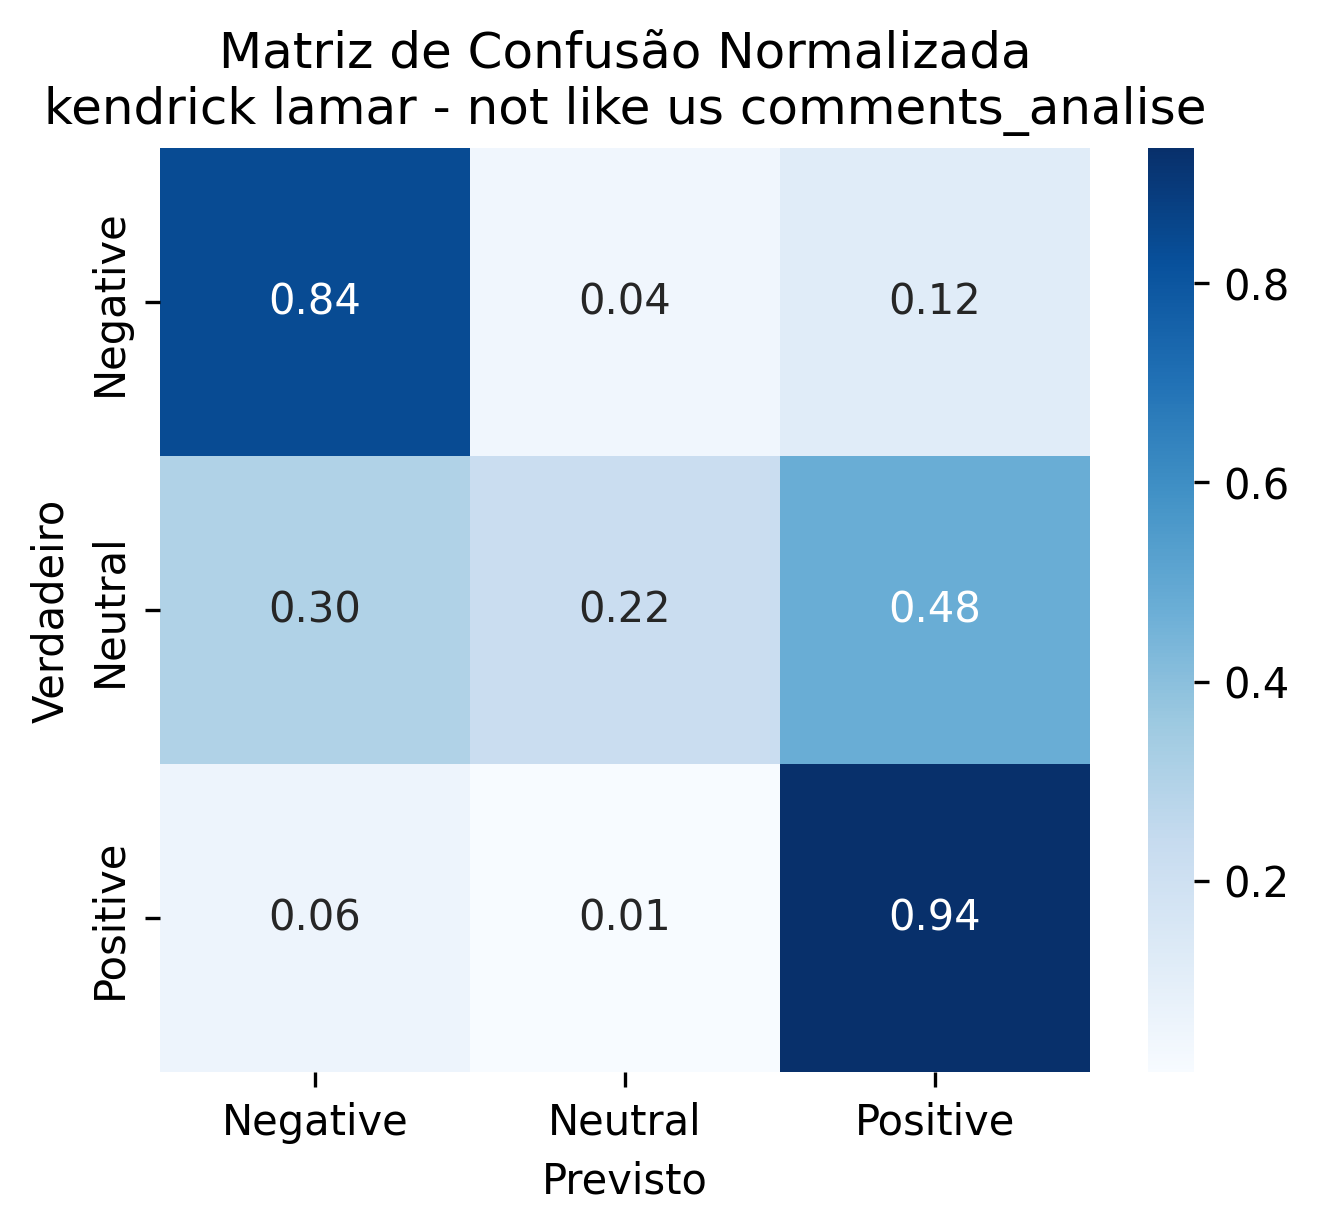 Matriz de Confusão Normalizada
kendrick lamar - not like us comments_analise
Verdadeiro
Negative
0.84
0.04
0.12
Neutral
0.30
0.22
0.48
Positive
0.06
0.01
0.94
Negative
Neutral
Positive
Previsto
0.8
0.6
0.4
0.2